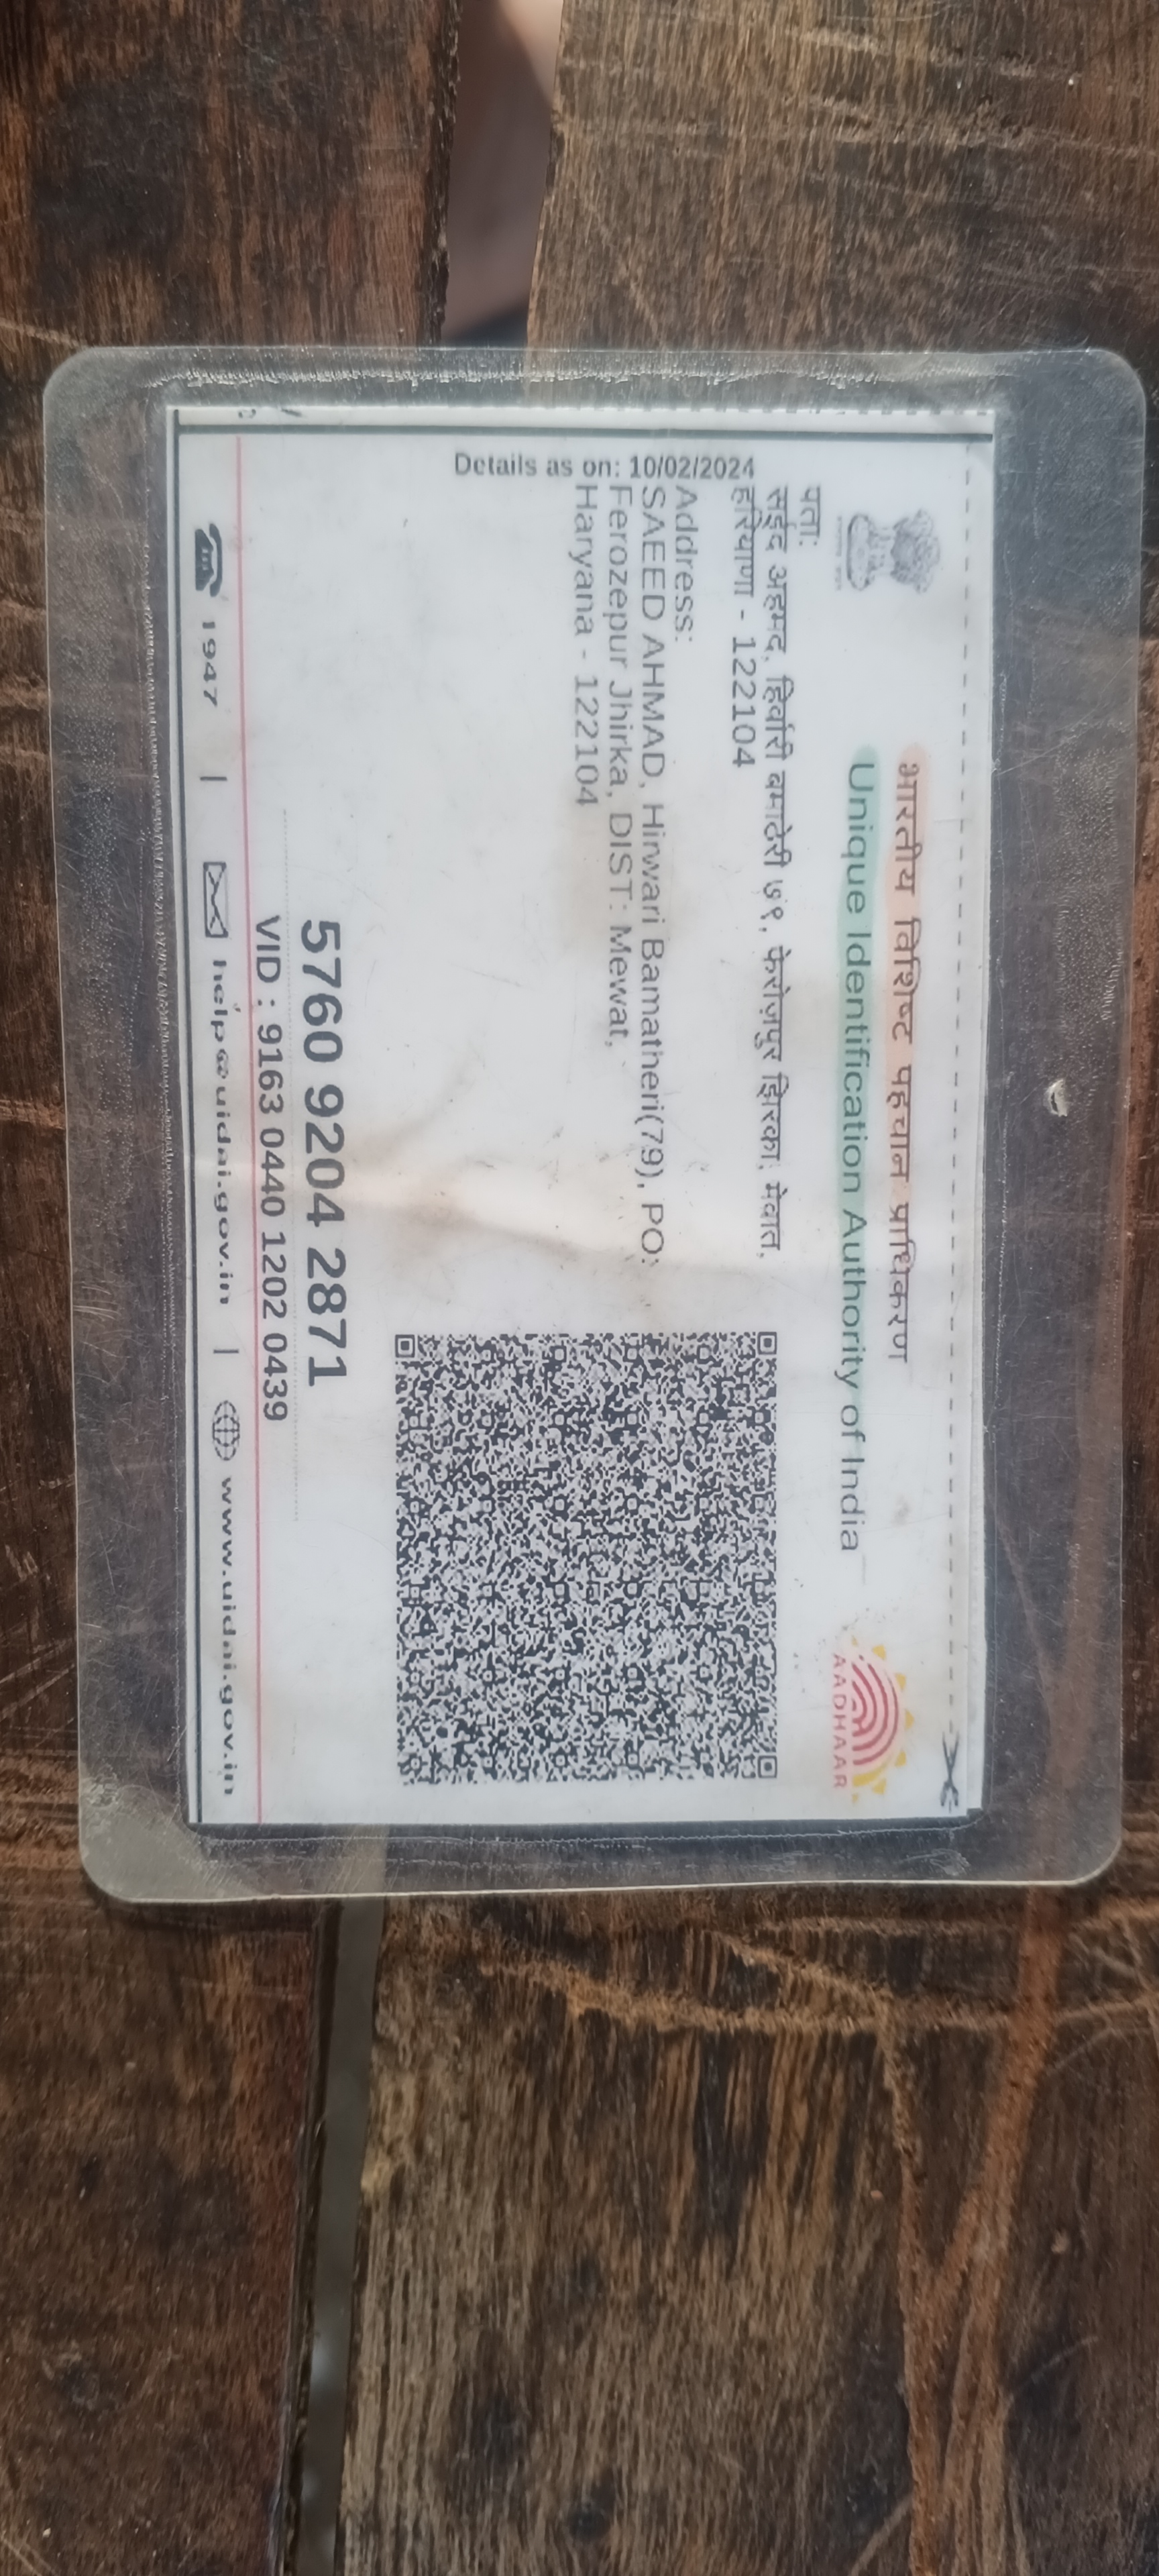 भारतीय विशिष्ट पहचान प्राधिकरण
Unique Identification Authority of India
AADHAAR
Details as on: 10/02/2024
पता:
सईद अहमद, हिर्वारी बमाठेरी ७९, फेरोज़पुर झिरका, मेवात,
हरियाणा - 122104
Address:
SAEED AHMAD, Hirwari Bamatheri(79), PO:
Ferozepur Jhirka, DIST: Mewat,
Haryana - 122104
5760 9204 2871
VID : 9163 0440 1202 0439
1947 | help@uidai.gov.in | www.uidai.gov.in